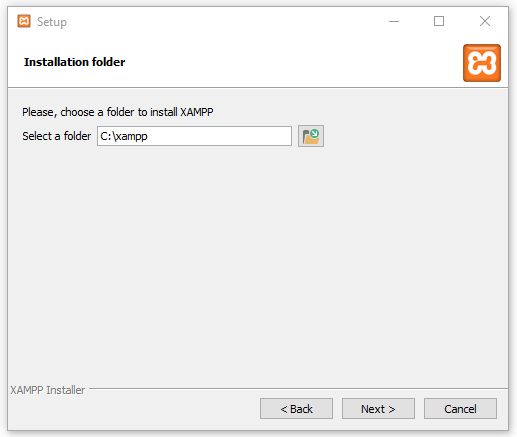 Setup
Installation folder
Please, choose a folder to install XAMPP
Select a folder C:\xampp
XAMPP Installer
< Back Next > Cancel